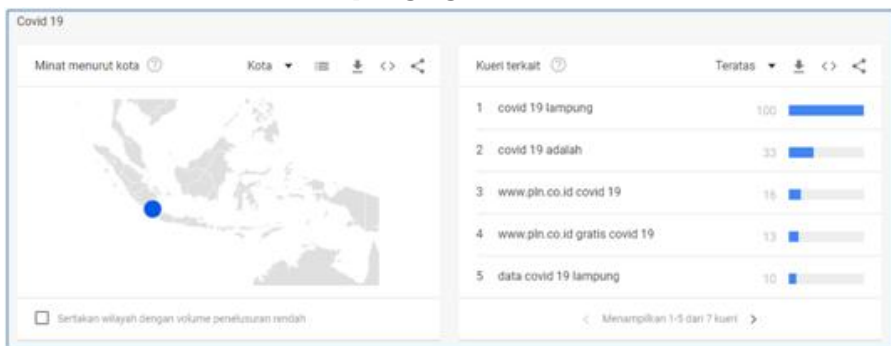 Covid 19
Minat menurut kota
Kota
Kueri terkait
Teratas
1 covid 19 lampung 100
2 covid 19 adalah 33
3 www.pln.co.id covid 19 16
4 www.pln.co.id gratis covid 19 13
5 data covid 19 lampung 10
Sertakan wilayah dengan volume penelusuran rendah
Menampilkan 1-5 dari 7 kueri